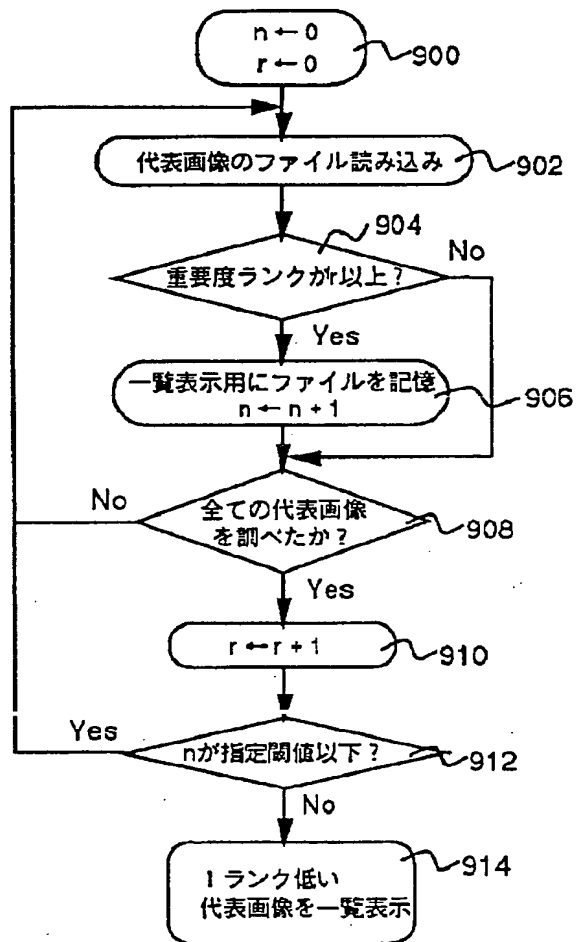 n ← 0
r ← 0
900
代表画像のファイル読み込み
902
904
重要度ランクがr以上?
No
Yes
一覧表示用にファイルを記憶
n ← n + 1
906
No
全ての代表画像
を調べたか?
908
Yes
r ← r + 1
910
Yes
nが指定閾値以下?
912
No
1ランク低い
代表画像を一覧表示
914